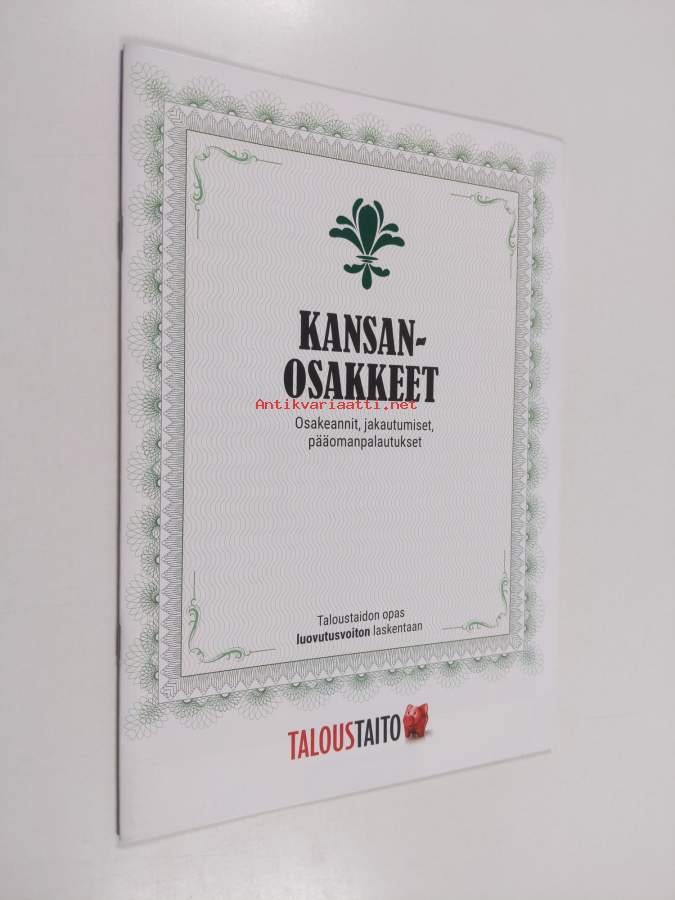 KANSAN-
OSAKKEET
Antikvariaatti.net
Osakeannit, jakautumiset,
pääomanpalautukset
Taloustaidon opas
luovutusvoiton laskentaan
TALOUSTAITO